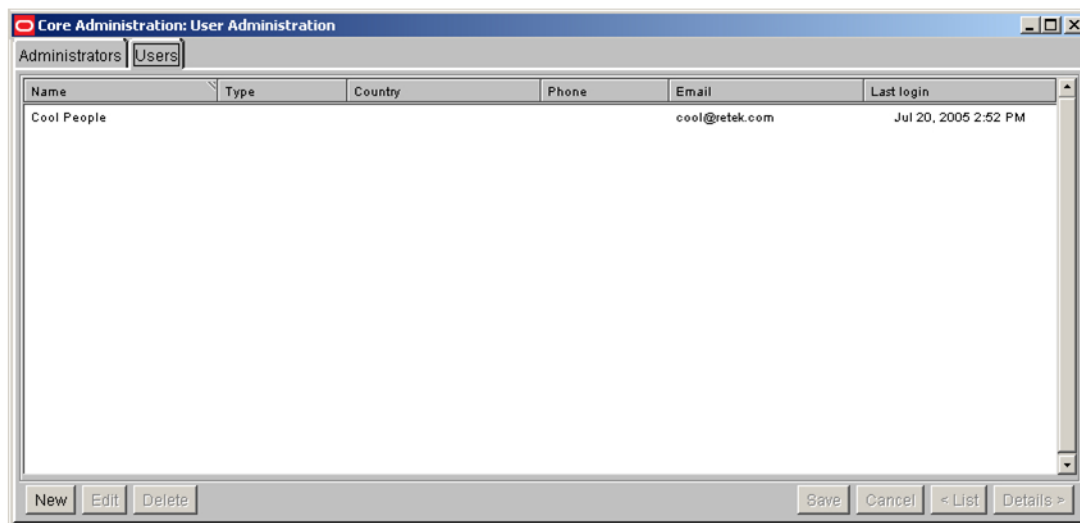 Core Administration: User Administration
Administrators Users
Name Type Country Phone Email Last login
Cool People cool@retek.com Jul 20, 2005 2:52 PM
New Edit Delete Save Cancel < List Details >